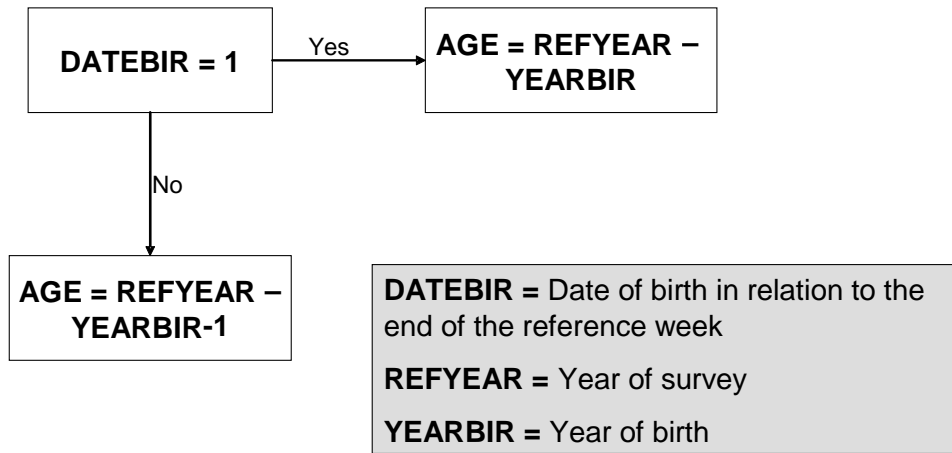 DATEBIR = 1
Yes
AGE = REFYEAR –
YEARBIR
No
AGE = REFYEAR –
YEARBIR-1
DATEBIR = Date of birth in relation to the
end of the reference week
REFYEAR = Year of survey
YEARBIR = Year of birth